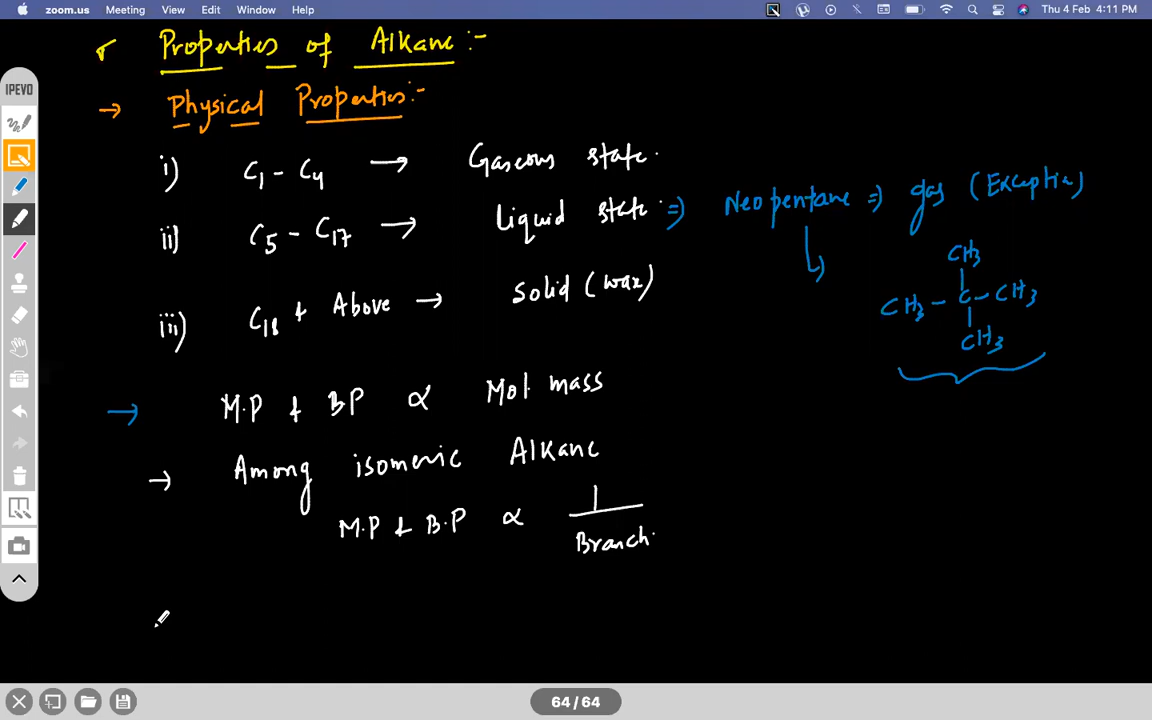 zoom.us Meeting View Edit Window Help Thu 4 Feb 4:11 PM
Properties of Alkane :-
IPEVO
→ Physical Properties :-
i) C1 - C4 → Gaseous state.
ii) C5 - C17 → Liquid state. ⇒ Neopentane ⇒ gas (Exception)
CH3
CH3 - C - CH3
CH3
iii) C18 + Above → Solid (wax)
→ M.P + BP ∝ Mol mass
→ Among isomeric Alkane
M.P + B.P ∝ 1
Branch.
64 / 64